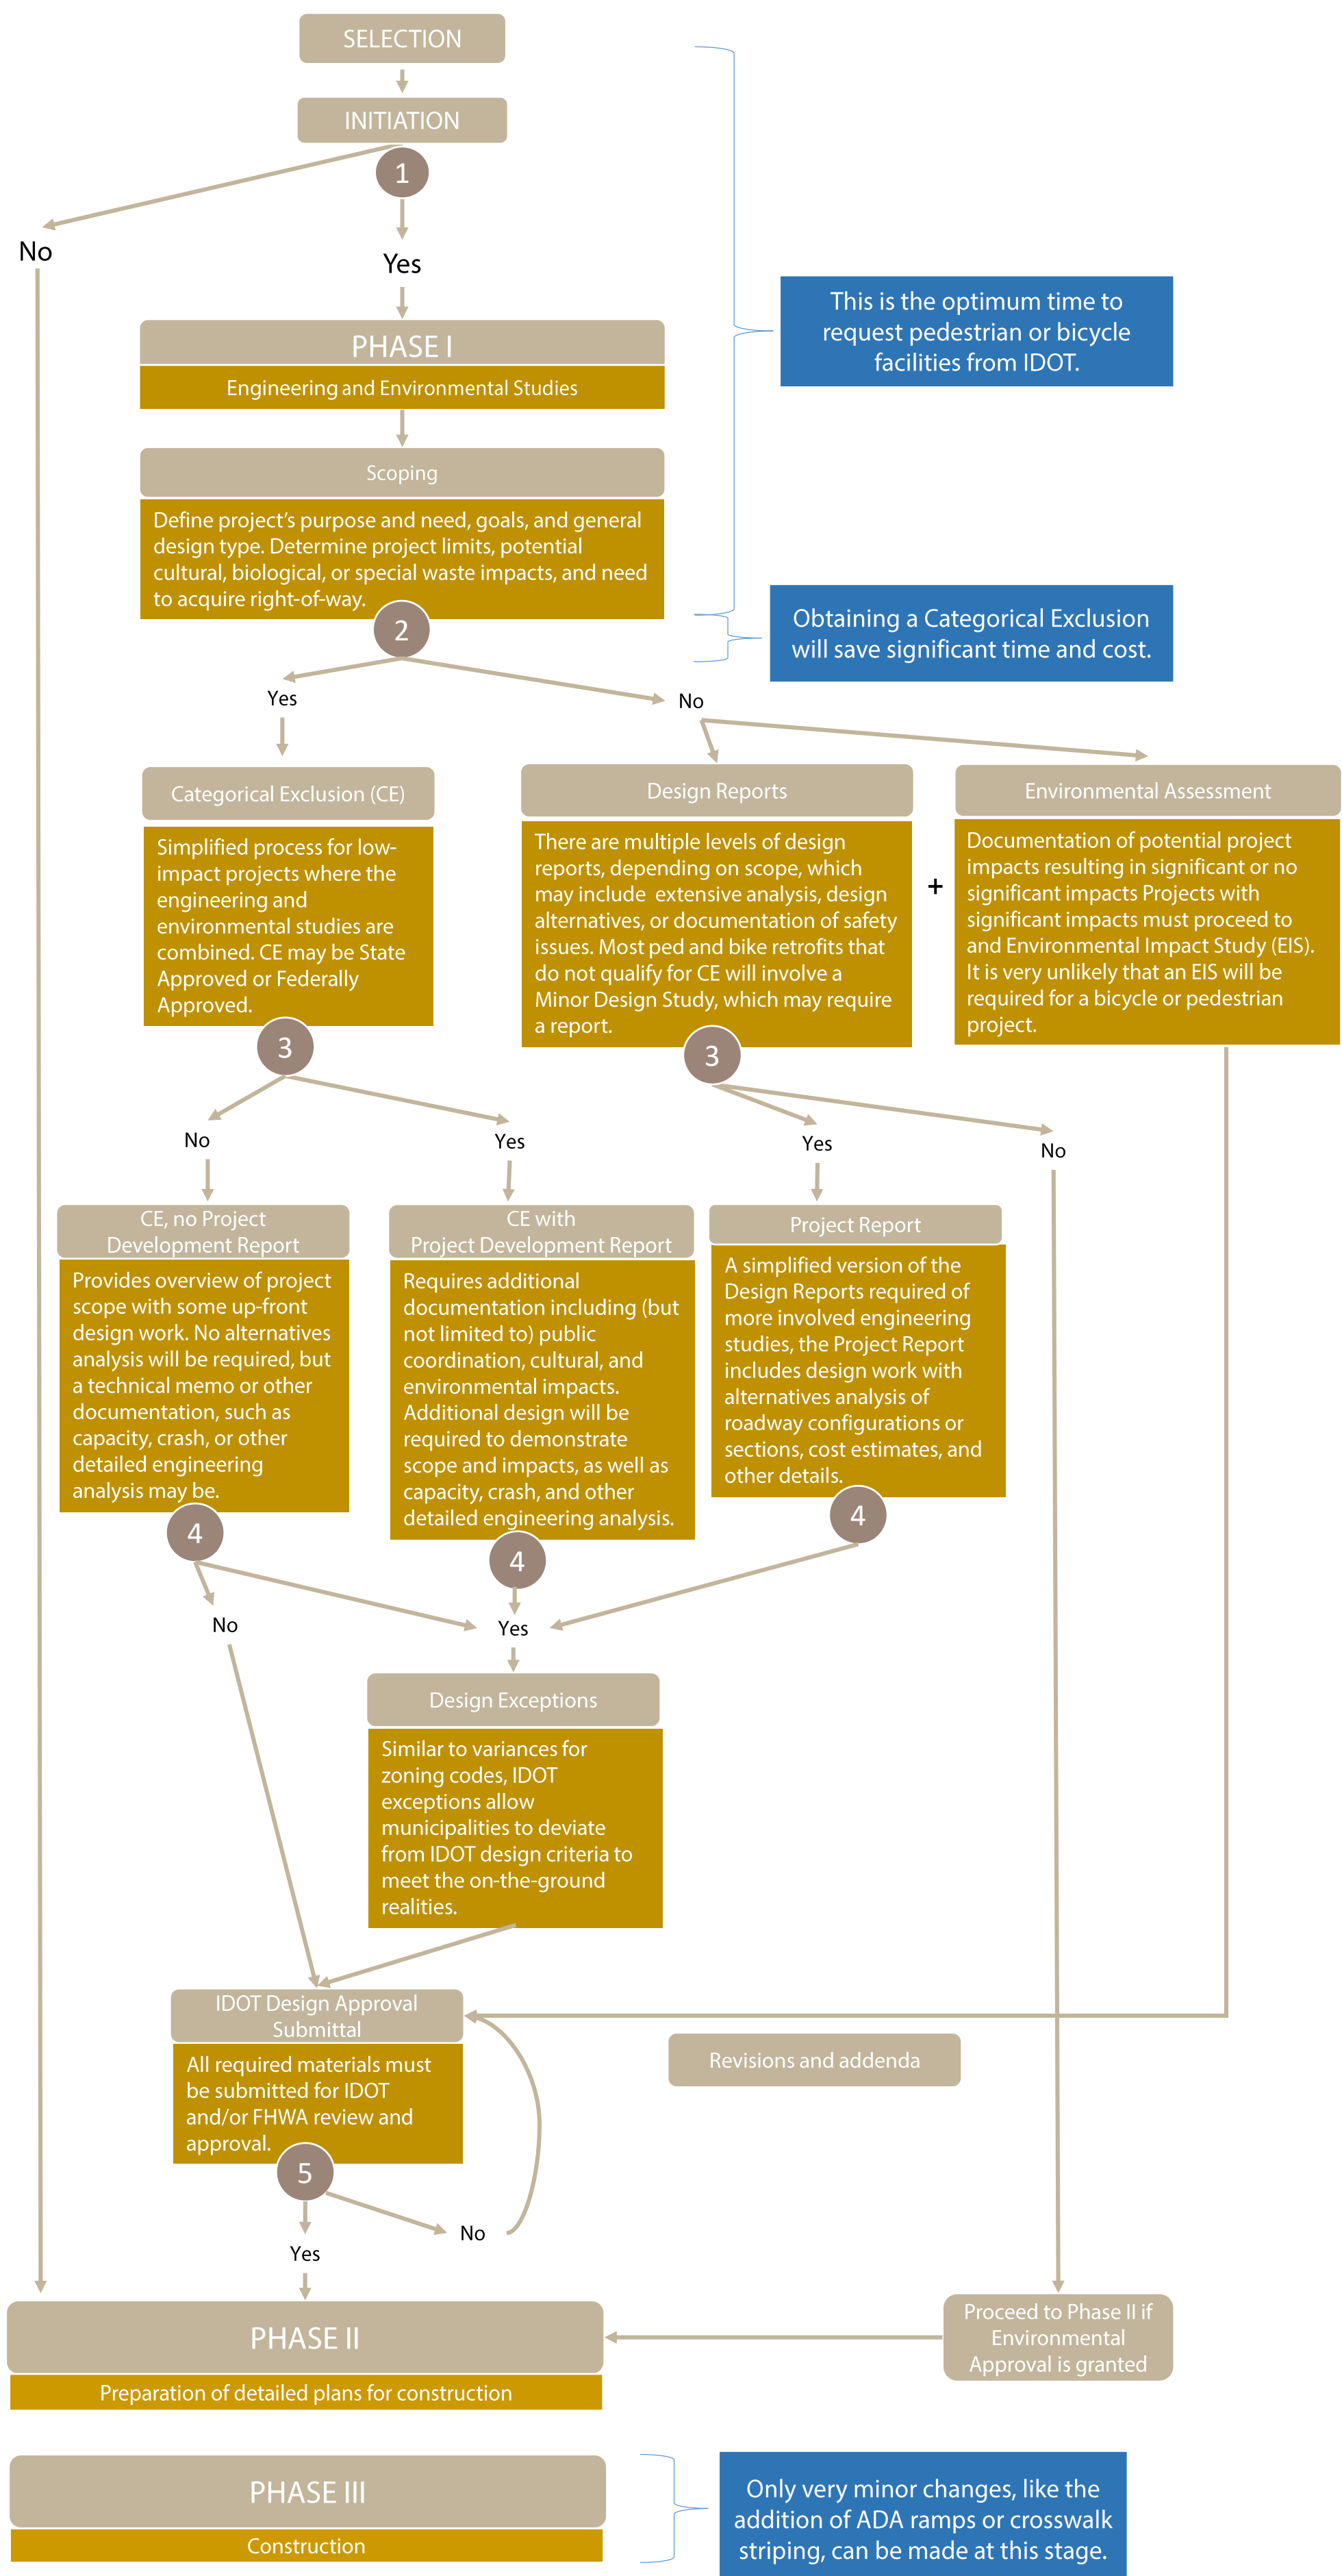 SELECTION
INITIATION
1
No
Yes
This is the optimum time to
request pedestrian or bicycle
facilities from IDOT.
PHASE I
Engineering and Environmental Studies
Scoping
Define project's purpose and need, goals, and general
design type. Determine project limits, potential
cultural, biological, or special waste impacts, and need
to acquire right-of-way.
2
Obtaining a Categorical Exclusion
will save significant time and cost.
Yes
No
Categorical Exclusion (CE)
Simplified process for low-
impact projects where the
engineering and
environmental studies are
combined. CE may be State
Approved or Federally
Approved.
3
Design Reports
There are multiple levels of design
reports, depending on scope, which
may include extensive analysis, design
alternatives, or documentation of safety
issues. Most ped and bike retrofits that
do not qualify for CE will involve a
Minor Design Study, which may require
a report.
3
+
Environmental Assessment
Documentation of potential project
impacts resulting in significant or no
significant impacts Projects with
significant impacts must proceed to
and Environmental Impact Study (EIS).
It is very unlikely that an EIS will be
required for a bicycle or pedestrian
project.
No
Yes
Yes
No
CE, no Project
Development Report
Provides overview of project
scope with some up-front
design work. No alternatives
analysis will be required, but
a technical memo or other
documentation, such as
capacity, crash, or other
detailed engineering
analysis may be.
4
CE with
Project Development Report
Requires additional
documentation including (but
not limited to) public
coordination, cultural, and
environmental impacts.
Additional design will be
required to demonstrate
scope and impacts, as well as
capacity, crash, and other
detailed engineering analysis.
4
Project Report
A simplified version of the
Design Reports required of
more involved engineering
studies, the Project Report
includes design work with
alternatives analysis of
roadway configurations or
sections, cost estimates, and
other details.
4
No
Yes
Design Exceptions
Similar to variances for
zoning codes, IDOT
exceptions allow
municipalities to deviate
from IDOT design criteria to
meet the on-the-ground
realities.
IDOT Design Approval
Submittal
All required materials must
be submitted for IDOT
and/or FHWA review and
approval.
5
Revisions and addenda
No
Yes
PHASE II
Preparation of detailed plans for construction
Proceed to Phase II if
Environmental
Approval is granted
PHASE III
Construction
Only very minor changes, like the
addition of ADA ramps or crosswalk
striping, can be made at this stage.